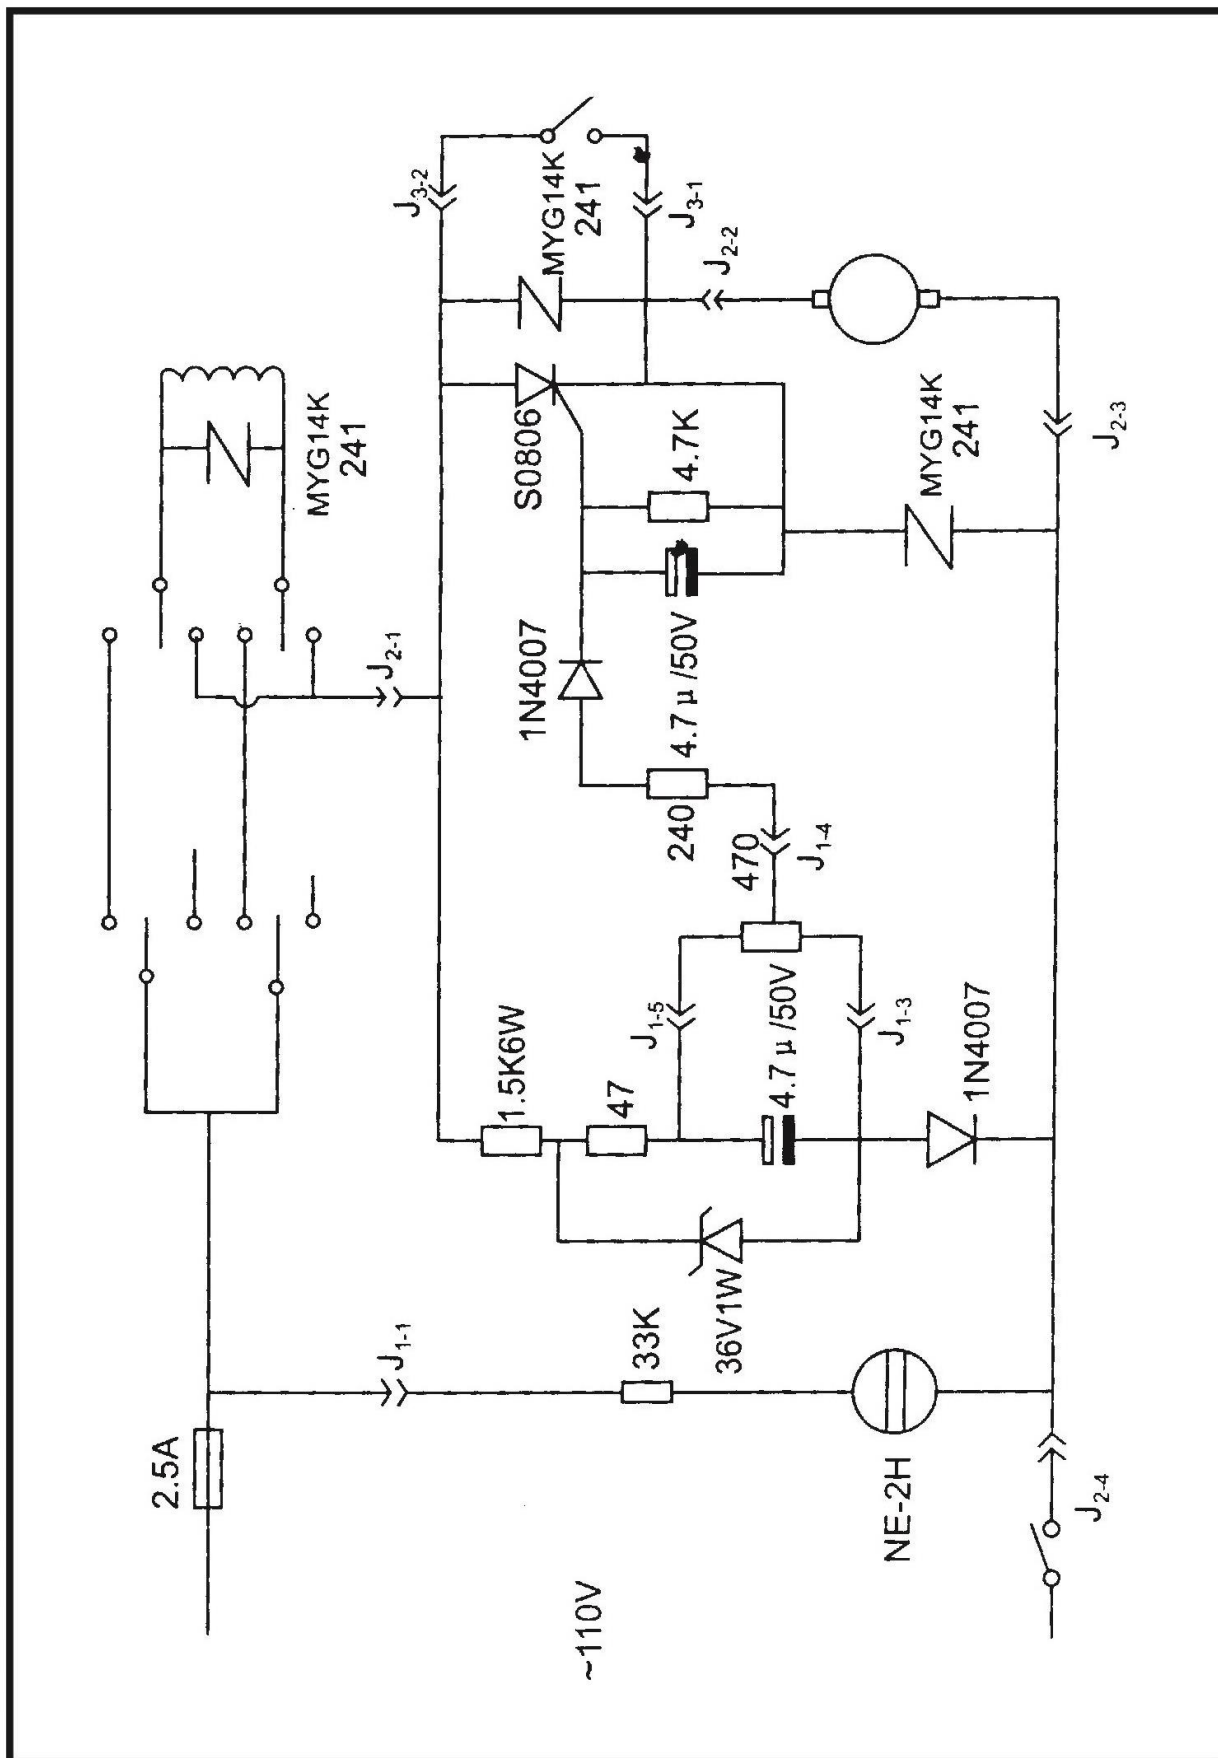 ~110V
2.5A
J1-1
33K
NE-2H
J2-4
36V1W
1.5K6W
47
J1-5
4.7μ/50V
J1-3
1N4007
470
J1-4
240
1N4007
J2-1
4.7μ/50V
4.7K
S0806
MYG14K
241
MYG14K
241
J3-2
MYG14K
241
J3-1
J2-2
J2-3